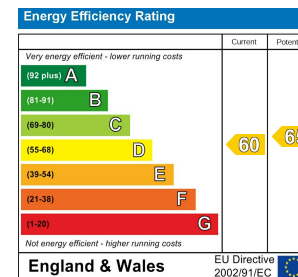 Energy Efficiency Rating
Current
Very energy efficient - lower running costs
(92 plus) A
(81-91) B
(69-80) C
(55-68) D
60
(39-54) E
(21-38) F
(1-20) G
Not energy efficient - higher running costs
England & Wales
EU Directive
2002/91/EC